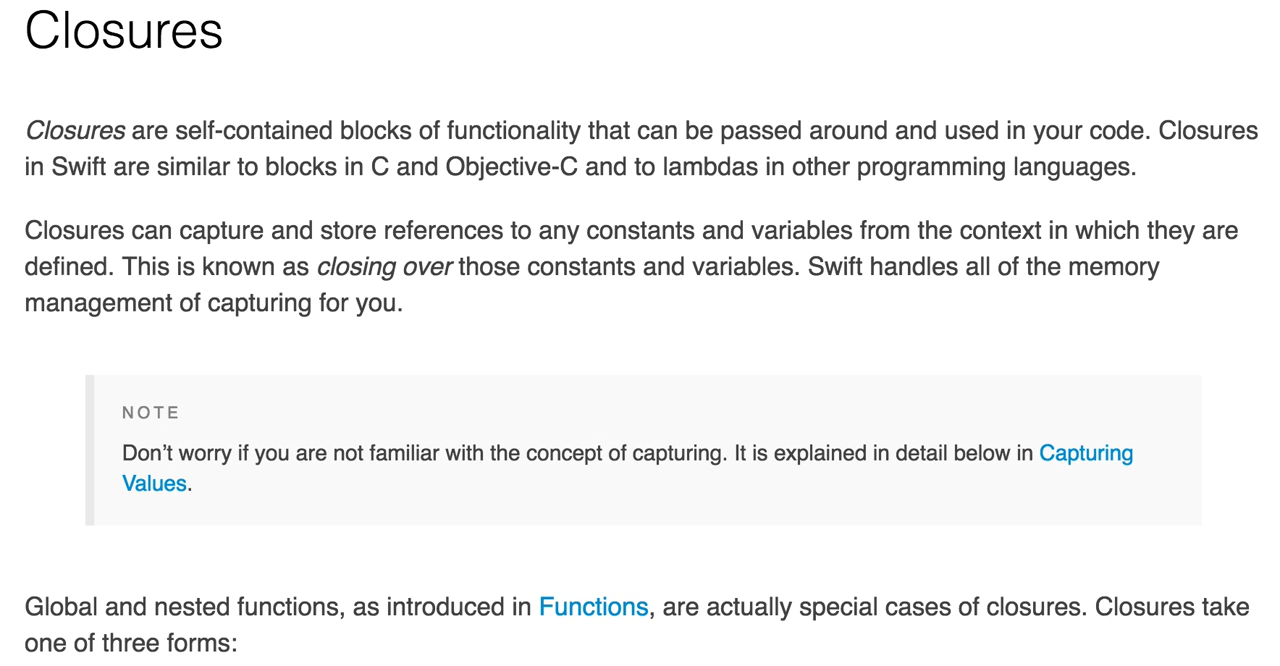 Closures
Closures are self-contained blocks of functionality that can be passed around and used in your code. Closures
in Swift are similar to blocks in C and Objective-C and to lambdas in other programming languages.
Closures can capture and store references to any constants and variables from the context in which they are
defined. This is known as closing over those constants and variables. Swift handles all of the memory
management of capturing for you.
NOTE
Don’t worry if you are not familiar with the concept of capturing. It is explained in detail below in Capturing
Values.
Global and nested functions, as introduced in Functions, are actually special cases of closures. Closures take
one of three forms: